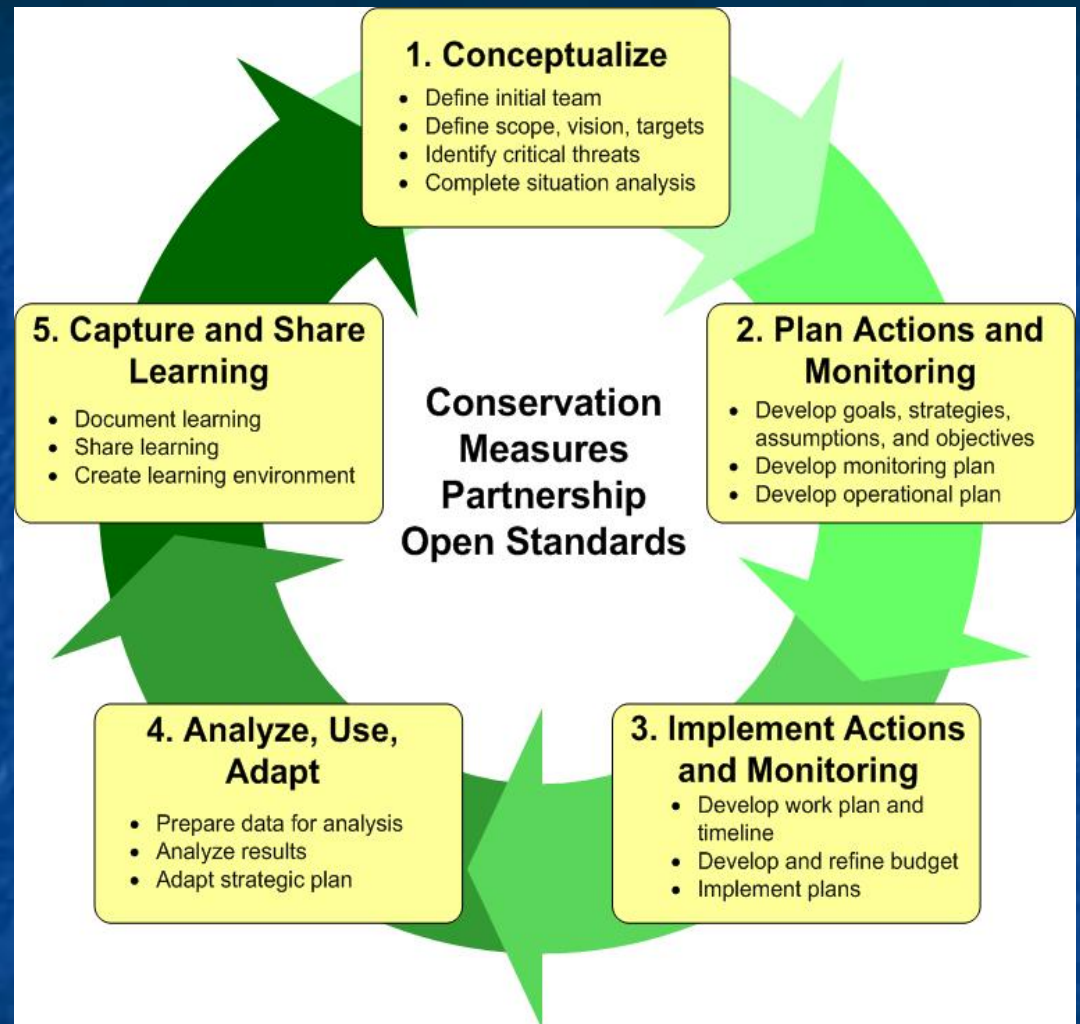 1. Conceptualize
• Define initial team
• Define scope, vision, targets
• Identify critical threats
• Complete situation analysis
2. Plan Actions and
Monitoring
• Develop goals, strategies,
assumptions, and objectives
• Develop monitoring plan
• Develop operational plan
3. Implement Actions
and Monitoring
• Develop work plan and
timeline
• Develop and refine budget
• Implement plans
4. Analyze, Use,
Adapt
• Prepare data for analysis
• Analyze results
• Adapt strategic plan
5. Capture and Share
Learning
• Document learning
• Share learning
• Create learning environment
Conservation
Measures
Partnership
Open Standards